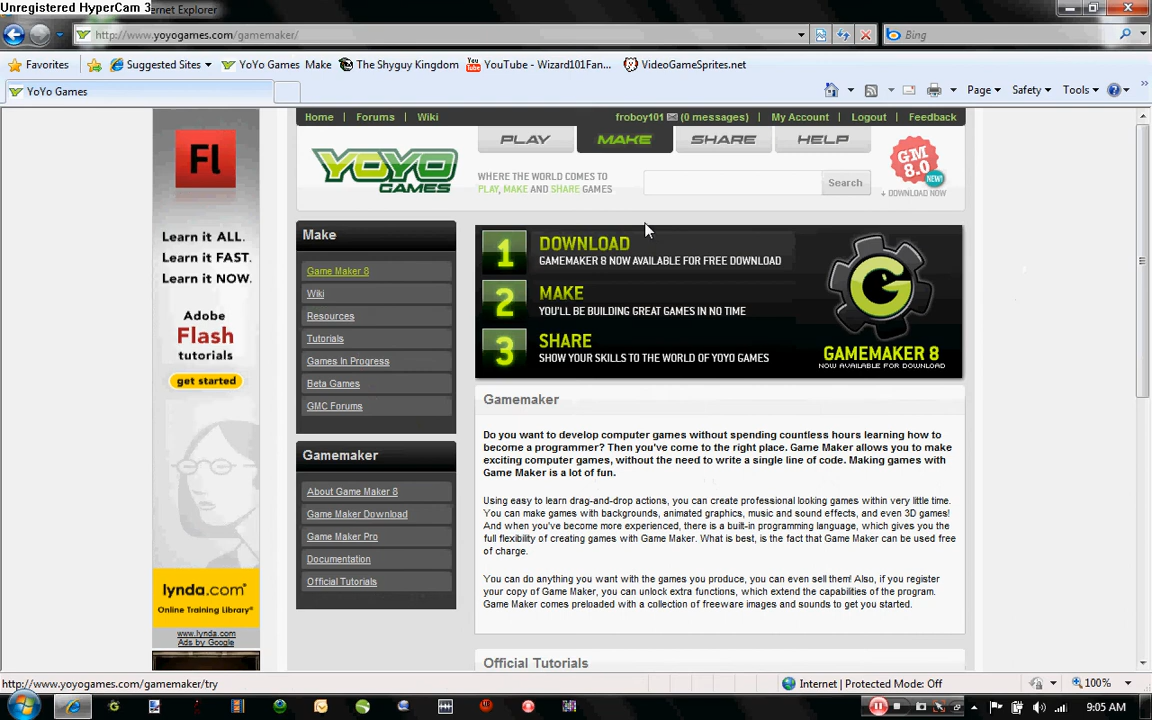 Unregistered HyperCam 3
ernet Explorer
http://www.yoyogames.com/gamemaker/
Bing
Favorites Suggested Sites YoYo Games Make The Shyguy Kingdom YouTube - Wizard101Fan... VideoGameSprites.net
YoYo Games
Page Safety Tools
Home Forums Wiki froboy101 (0 messages) My Account Logout Feedback
PLAY MAKE SHARE HELP
YOYO GAMES
WHERE THE WORLD COMES TO
PLAY, MAKE AND SHARE GAMES
Search
GM 8.0 NEW!
DOWNLOAD NOW
Fl
Learn it ALL.
Learn it FAST.
Learn it NOW.
Adobe
Flash
tutorials
get started
lynda.com
Online Training Library
www.lynda.com
Ads by Google
Make
Game Maker 8
Wiki
Resources
Tutorials
Games In Progress
Beta Games
GMC Forums
Gamemaker
About Game Maker 8
Game Maker Download
Game Maker Pro
Documentation
Official Tutorials
1 DOWNLOAD
GAMEMAKER 8 NOW AVAILABLE FOR FREE DOWNLOAD
2 MAKE
YOU'LL BE BUILDING GREAT GAMES IN NO TIME
3 SHARE
SHOW YOUR SKILLS TO THE WORLD OF YOYO GAMES
GAMEMAKER 8
NOW AVAILABLE FOR DOWNLOAD
Gamemaker
Do you want to develop computer games without spending countless hours learning how to
become a programmer? Then you've come to the right place. Game Maker allows you to make
exciting computer games, without the need to write a single line of code. Making games with
Game Maker is a lot of fun.
Using easy to learn drag-and-drop actions, you can create professional looking games within very little time.
You can make games with backgrounds, animated graphics, music and sound effects, and even 3D games!
And when you've become more experienced, there is a built-in programming language, which gives you the
full flexibility of creating games with Game Maker. What is best, is the fact that Game Maker can be used free
of charge.
You can do anything you want with the games you produce, you can even sell them! Also, if you register
your copy of Game Maker, you can unlock extra functions, which extend the capabilities of the program.
Game Maker comes preloaded with a collection of freeware images and sounds to get you started.
Official Tutorials
http://www.yoyogames.com/gamemaker/try
Internet | Protected Mode: Off
100%
9:05 AM